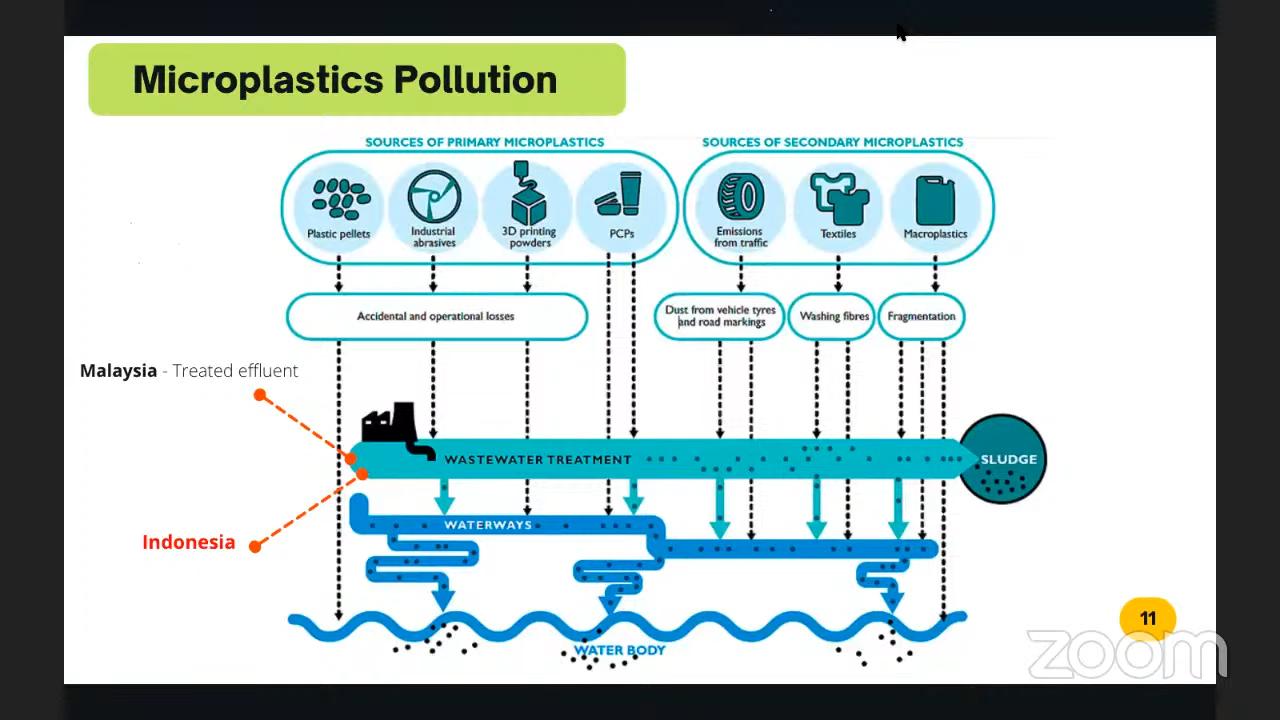 Microplastics Pollution
SOURCES OF PRIMARY MICROPLASTICS
SOURCES OF SECONDARY MICROPLASTICS
Plastic pellets
Industrial
abrasives
3D printing
powders
PCPs
Emissions
from traffic
Textiles
Macroplastics
Accidental and operational losses
Dust from vehicle tyres
and road markings
Washing fibres
Fragmentation
Malaysia - Treated effluent
WASTEWATER TREATMENT
SLUDGE
WATERWAYS
Indonesia
WATER BODY
11
zoom